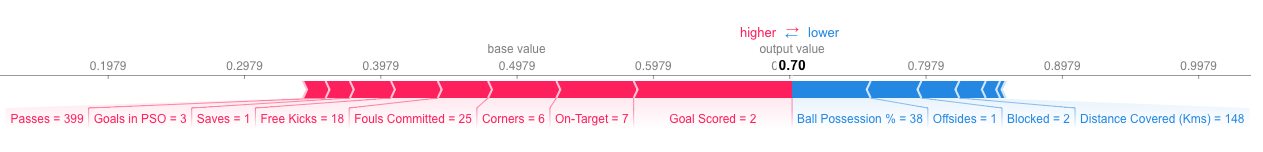 higher ⇄ lower
base value output value
0.1979 0.2979 0.3979 0.4979 0.5979 0.70 0.7979 0.8979 0.9979
Passes = 399 Goals in PSO = 3 Saves = 1 Free Kicks = 18 Fouls Committed = 25 Corners = 6 On-Target = 7 Goal Scored = 2 Ball Possession % = 38 Offsides = 1 Blocked = 2 Distance Covered (Kms) = 148